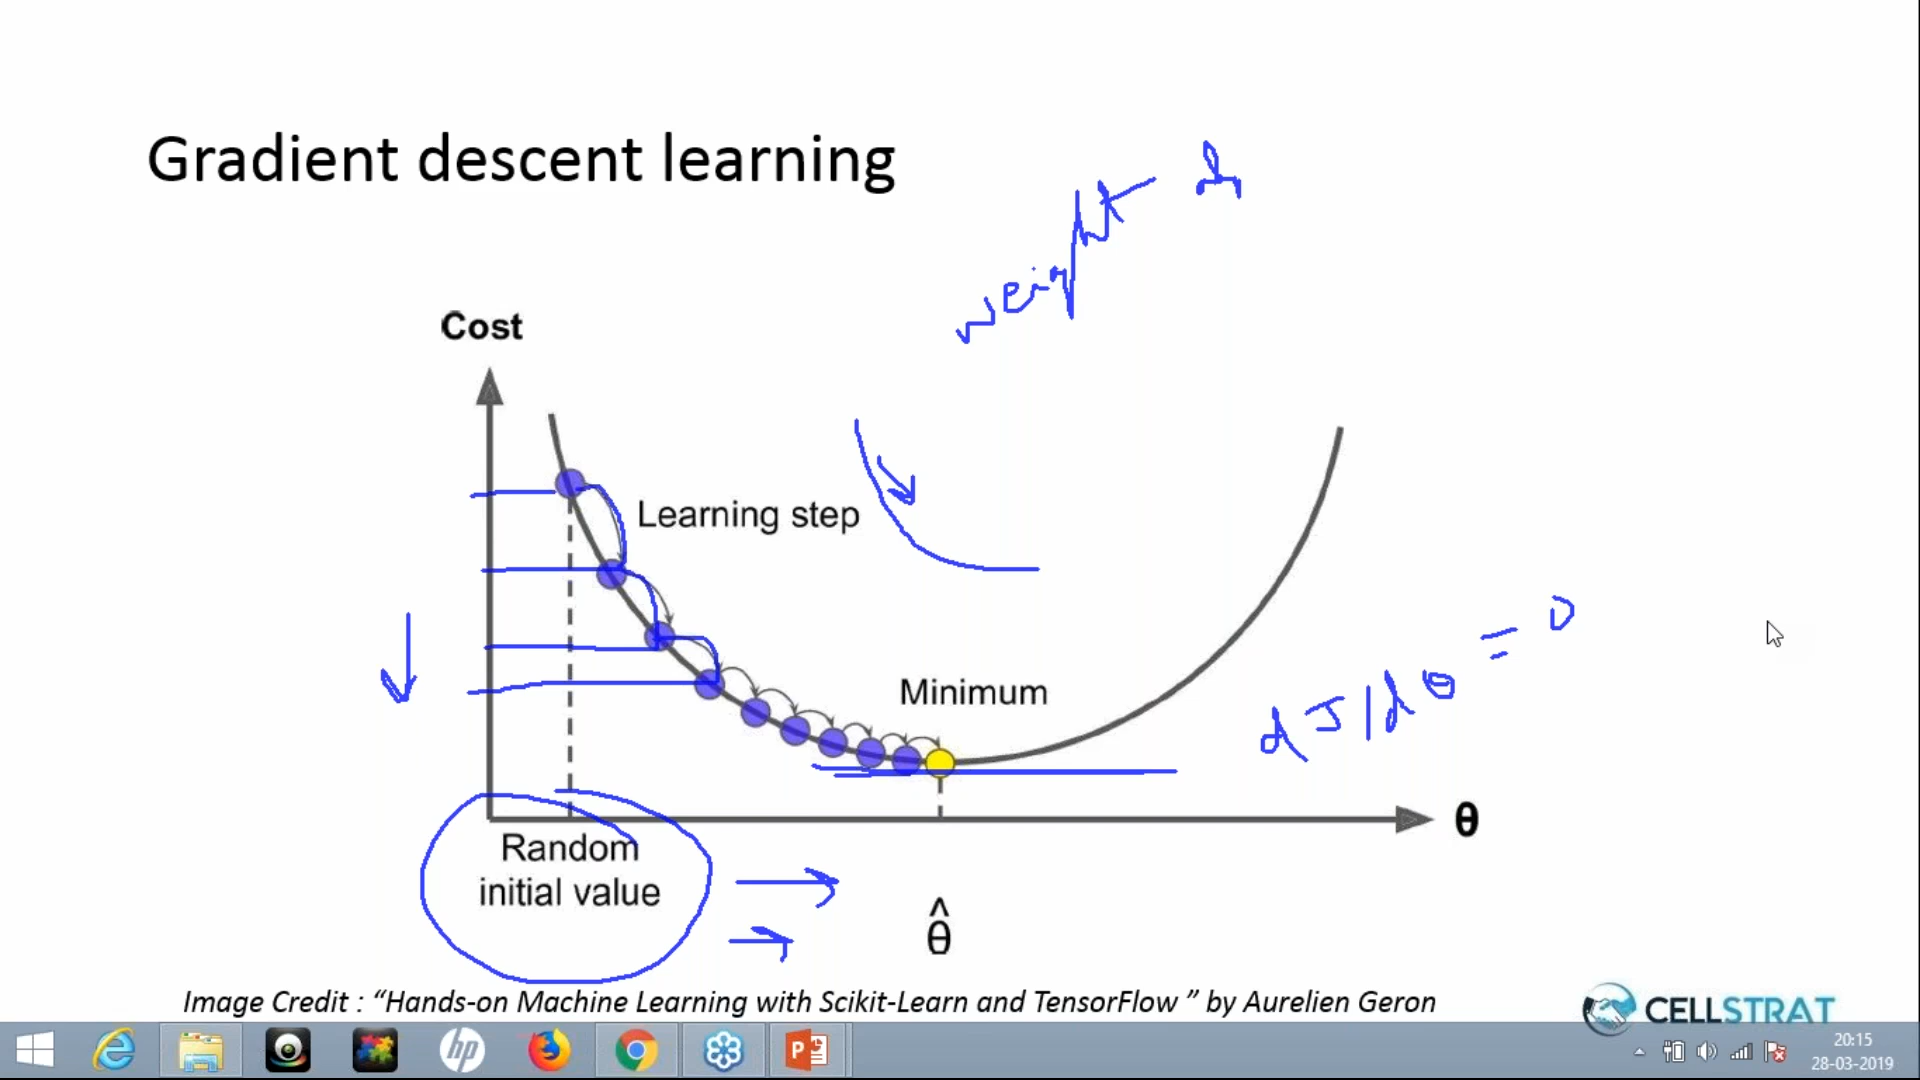 Gradient descent learning
weight
Cost
Learning step
Minimum
dJ/dθ = 0
θ
Random
initial value
θ̂
Image Credit : “Hands-on Machine Learning with Scikit-Learn and TensorFlow ” by Aurelien Geron
CELLSTRAT
hp
P
20:15
28-03-2019